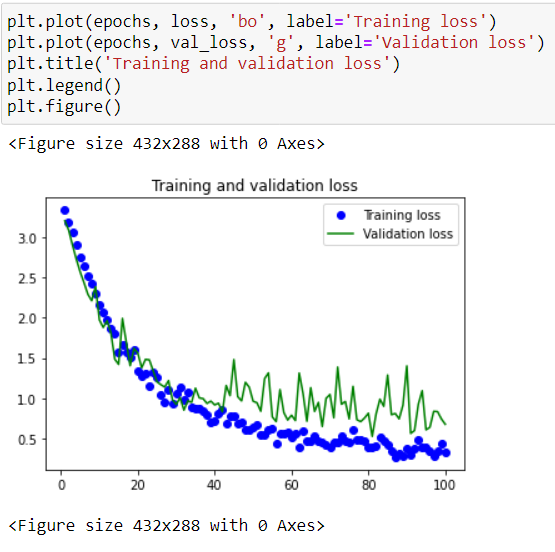 plt.plot(epochs, loss, 'bo', label='Training loss')
plt.plot(epochs, val_loss, 'g', label='Validation loss')
plt.title('Training and validation loss')
plt.legend()
plt.figure()
<Figure size 432x288 with 0 Axes>
Training and validation loss
Training loss
Validation loss
3.0
2.5
2.0
1.5
1.0
0.5
0 20 40 60 80 100
<Figure size 432x288 with 0 Axes>